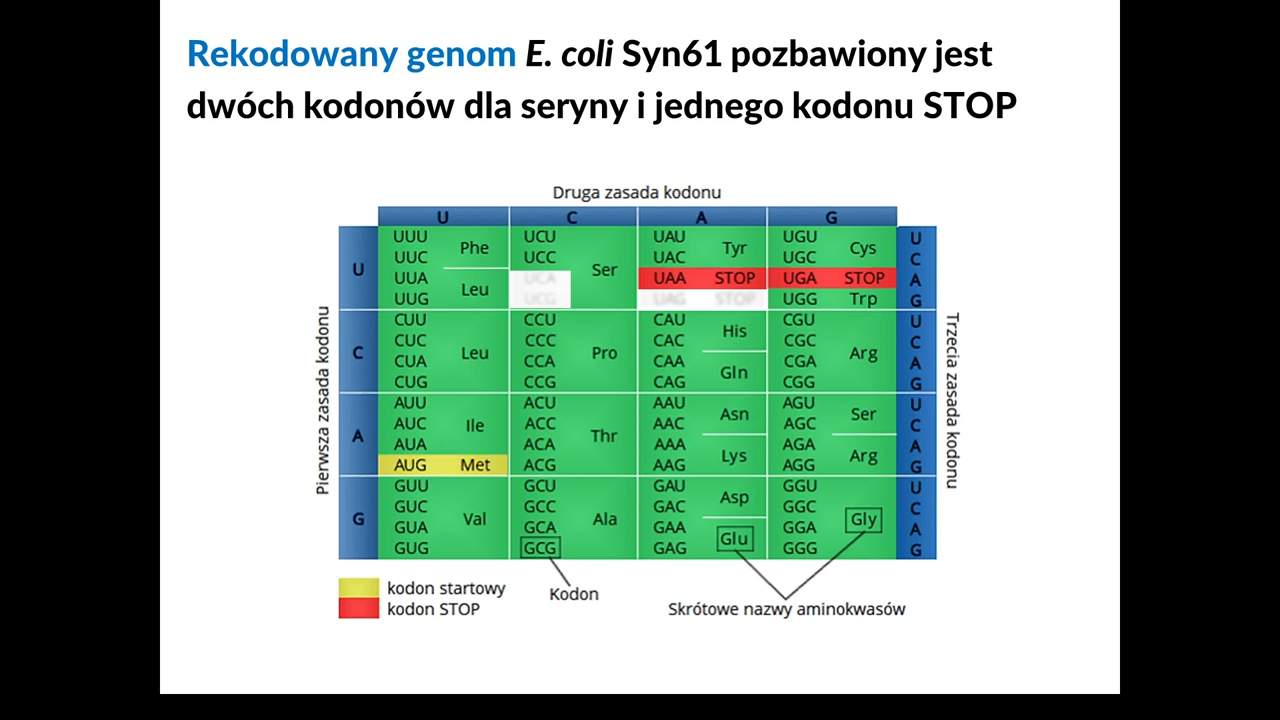 Rekodowany genom E. coli Syn61 pozbawiony jest
dwóch kodonów dla seryny i jednego kodonu STOP
Druga zasada kodonu
U C A G
Pierwsza zasada kodonu
Trzecia zasada kodonu
U
UUU UCU UAU UGU U
Phe Tyr Cys
UUC UCC UAC UGC C
Ser
UUA UCA UAA STOP UGA STOP A
Leu
UUG UCG UAG STOP UGG Trp G
C
CUU CCU CAU CGU U
His
CUC CCC CAC CGC C
Leu Pro Arg
CUA CCA CAA CGA A
Gln
CUG CCG CAG CGG G
A
AUU ACU AAU AGU U
Asn Ser
AUC ACC AAC AGC C
Ile Thr
AUA ACA AAA AGA A
Lys Arg
AUG Met ACG AAG AGG G
G
GUU GCU GAU GGU U
Asp
GUC GCC GAC GGC C
Val Ala Gly
GUA GCA GAA GGA A
Glu
GUG GCG GAG GGG G
kodon startowy
kodon STOP
Kodon
Skrótowe nazwy aminokwasów